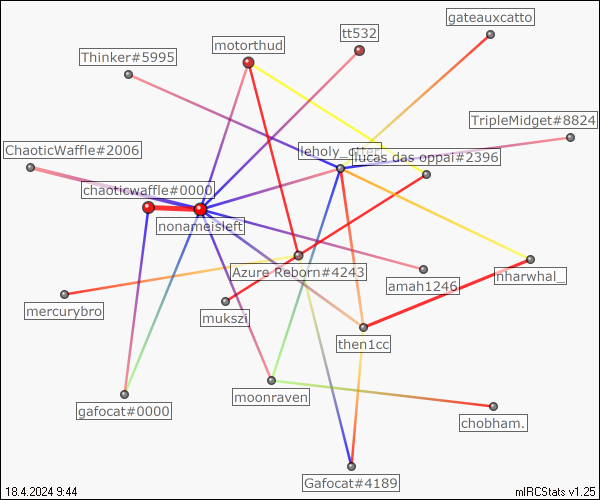 gateauxcatto
tt532
motorthud
Thinker#5995
TripleMidget#8824
ChaoticWaffle#2006
leholy_otter
lucas das oppai#2396
chaoticwaffle#0000
nonameisleft
Azure Reborn#4243
amah1246
nharwhal_
mercurybro
mukszi
then1cc
moonraven
gafocat#0000
chobham.
Gafocat#4189
18.4.2024 9:44
mIRCStats v1.25